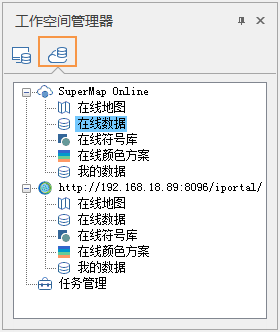 工作空间管理器
SuperMap Online
在线地图
在线数据
在线符号库
在线颜色方案
我的数据
http://192.168.18.89:8096/iportal/
在线地图
在线数据
在线符号库
在线颜色方案
我的数据
任务管理